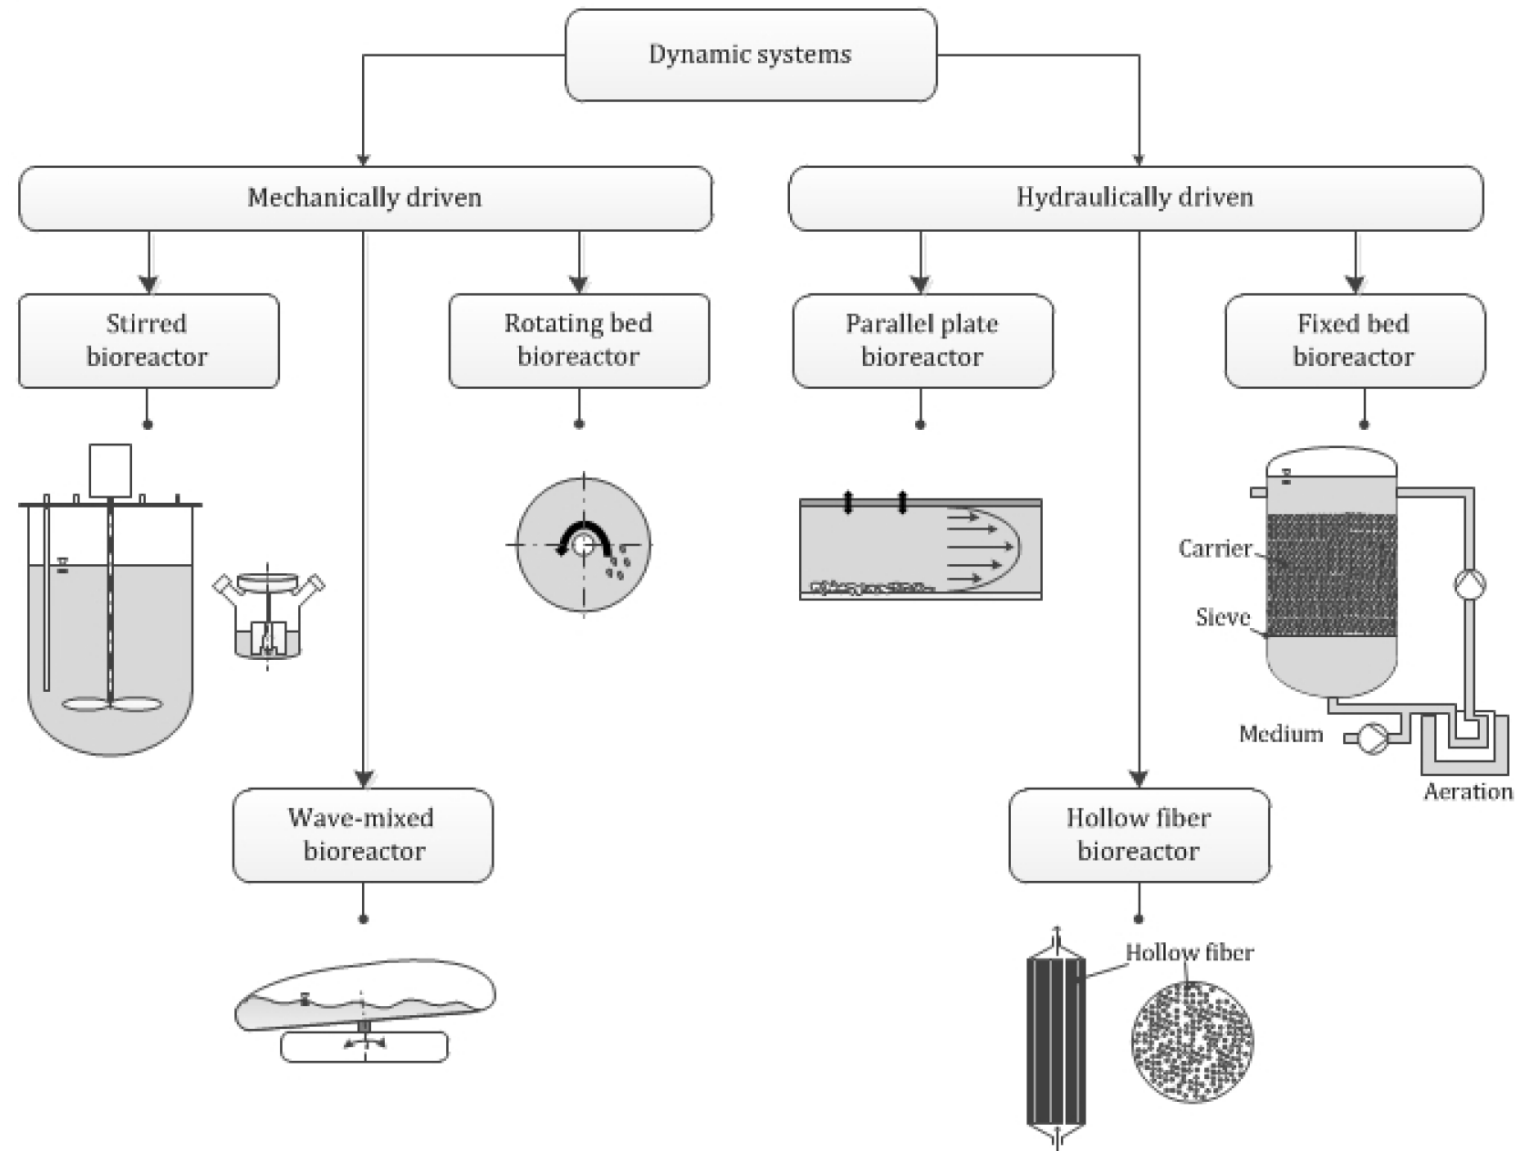 Dynamic systems
Mechanically driven
Hydraulically driven
Stirred
bioreactor
Rotating bed
bioreactor
Parallel plate
bioreactor
Fixed bed
bioreactor
Carrier
Sieve
Medium
Aeration
Wave-mixed
bioreactor
Hollow fiber
bioreactor
Hollow fiber